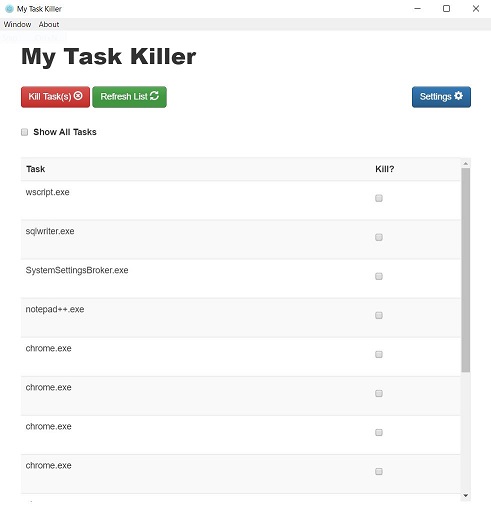 My Task Killer
Window About
My Task Killer
Kill Task(s) Refresh List Settings
Show All Tasks
Task Kill?
wscript.exe
sqlwriter.exe
SystemSettingsBroker.exe
notepad++.exe
chrome.exe
chrome.exe
chrome.exe
chrome.exe